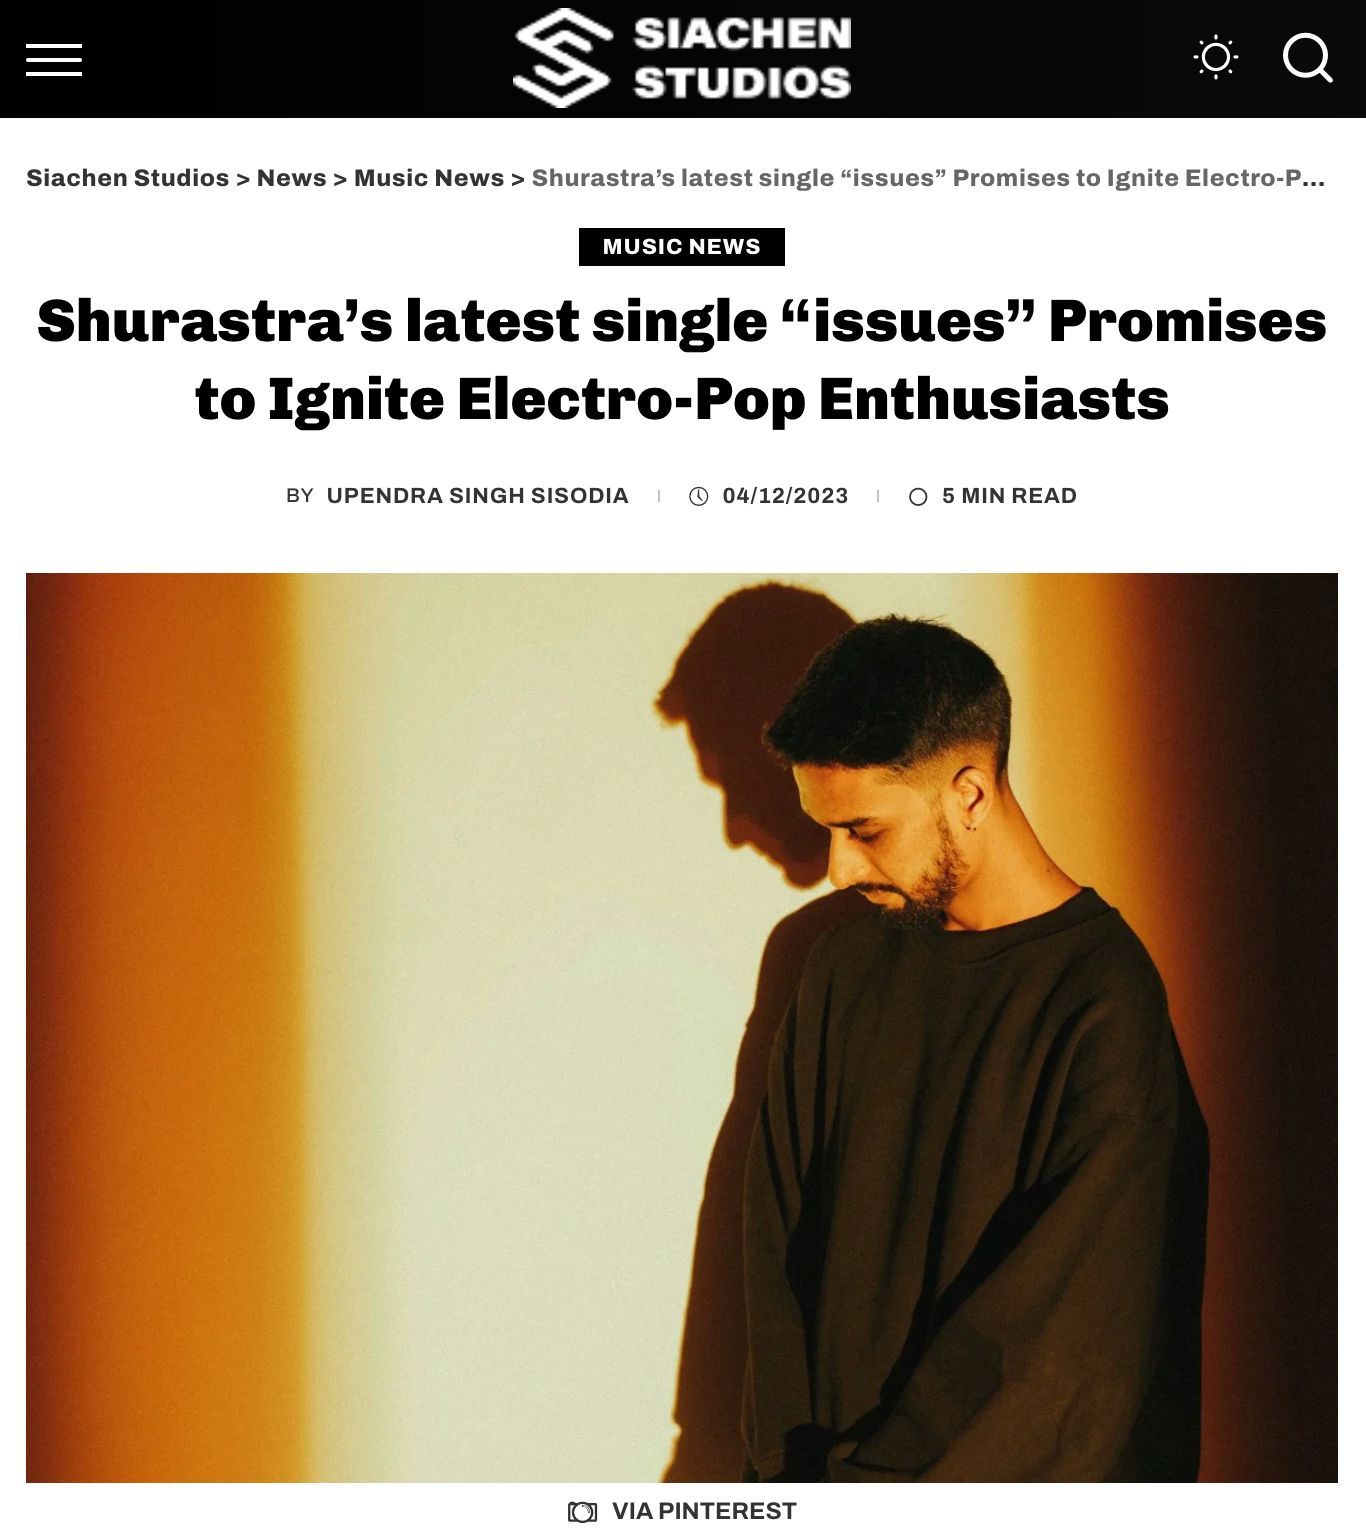 SIACHEN
STUDIOS
Siachen Studios > News > Music News > Shurastra’s latest single “issues” Promises to Ignite Electro-P...
MUSIC NEWS
Shurastra’s latest single “issues” Promises
to Ignite Electro-Pop Enthusiasts
BY UPENDRA SINGH SISODIA | 04/12/2023 | 5 MIN READ
VIA PINTEREST